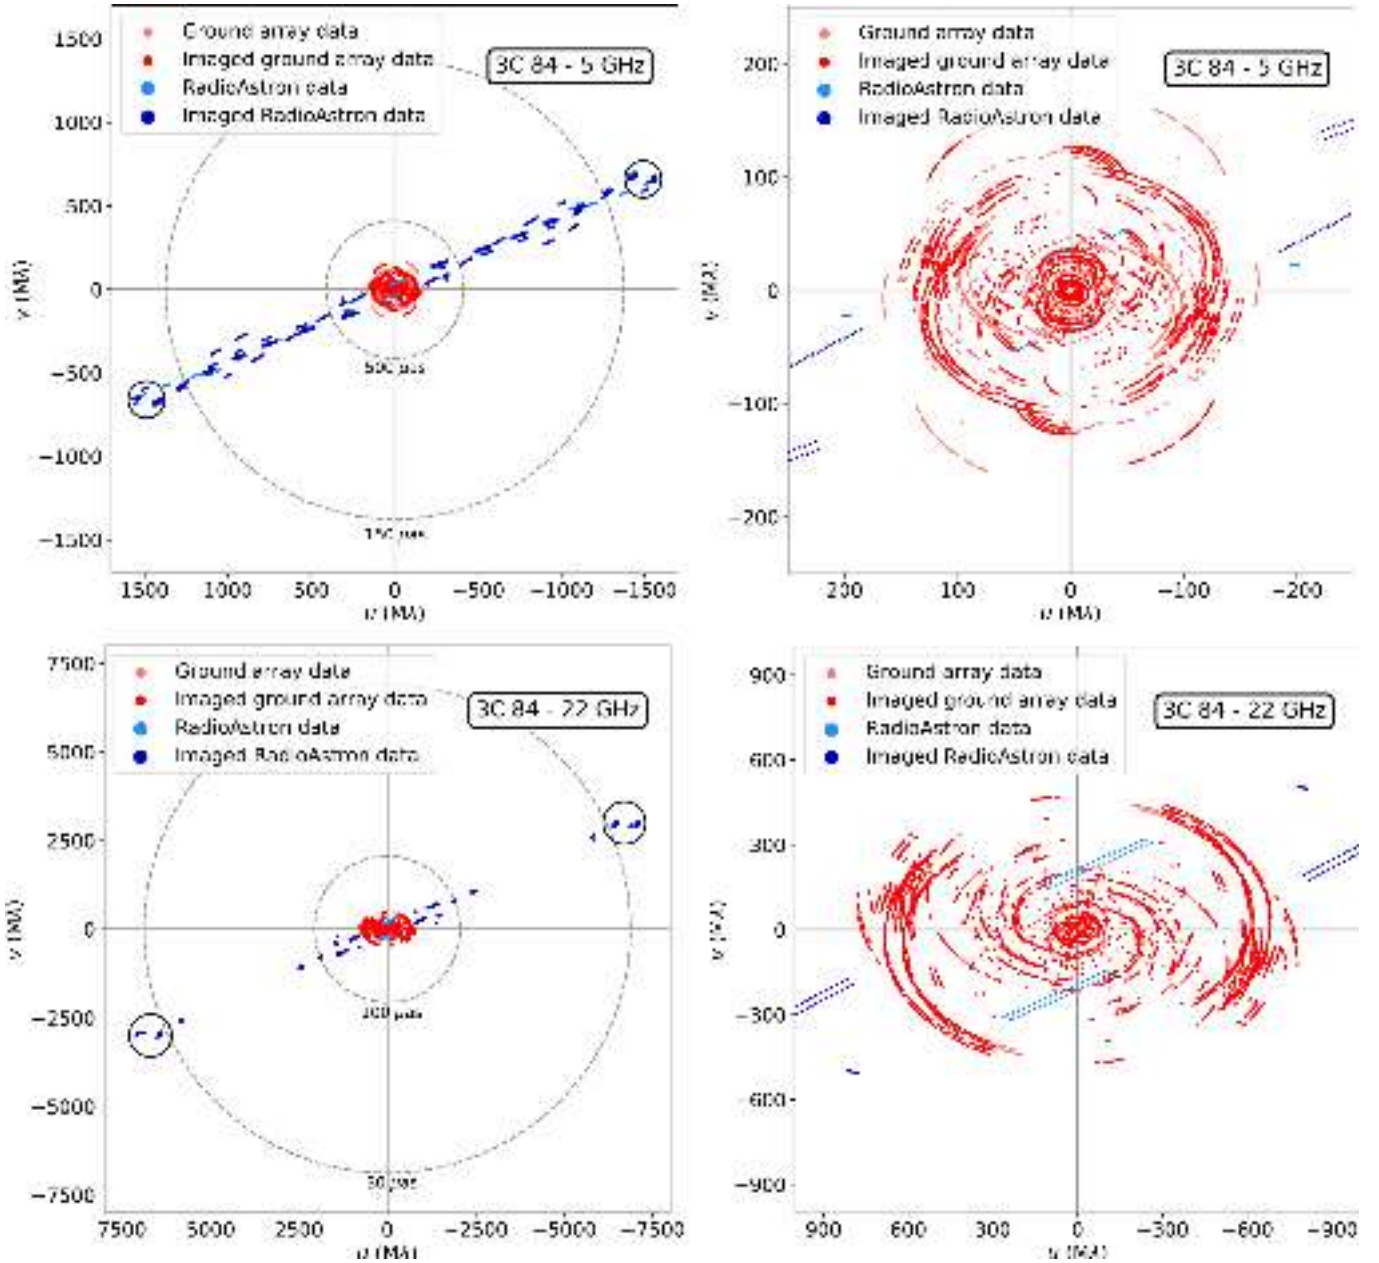 1500
1000
500
0
−500
−1000
−1500
v (Mλ)
Ground array data
Imaged ground array data
RadioAstron data
Imaged RadioAstron data
3C 84 - 5 GHz
500 μas
150 μas
1500 1000 500 0 −500 −1000 −1500
u (Mλ)
200
100
0
−100
−200
v (Mλ)
Ground array data
Imaged ground array data
RadioAstron data
Imaged RadioAstron data
3C 84 - 5 GHz
200 100 0 −100 −200
u (Mλ)
7500
5000
2500
0
−2500
−5000
−7500
v (Mλ)
Ground array data
Imaged ground array data
RadioAstron data
Imaged RadioAstron data
3C 84 - 22 GHz
100 μas
30 μas
7500 5000 2500 0 −2500 −5000 −7500
u (Mλ)
900
600
300
0
−300
−600
−900
v (Mλ)
Ground array data
Imaged ground array data
RadioAstron data
Imaged RadioAstron data
3C 84 - 22 GHz
900 600 300 0 −300 −600 −900
u (Mλ)